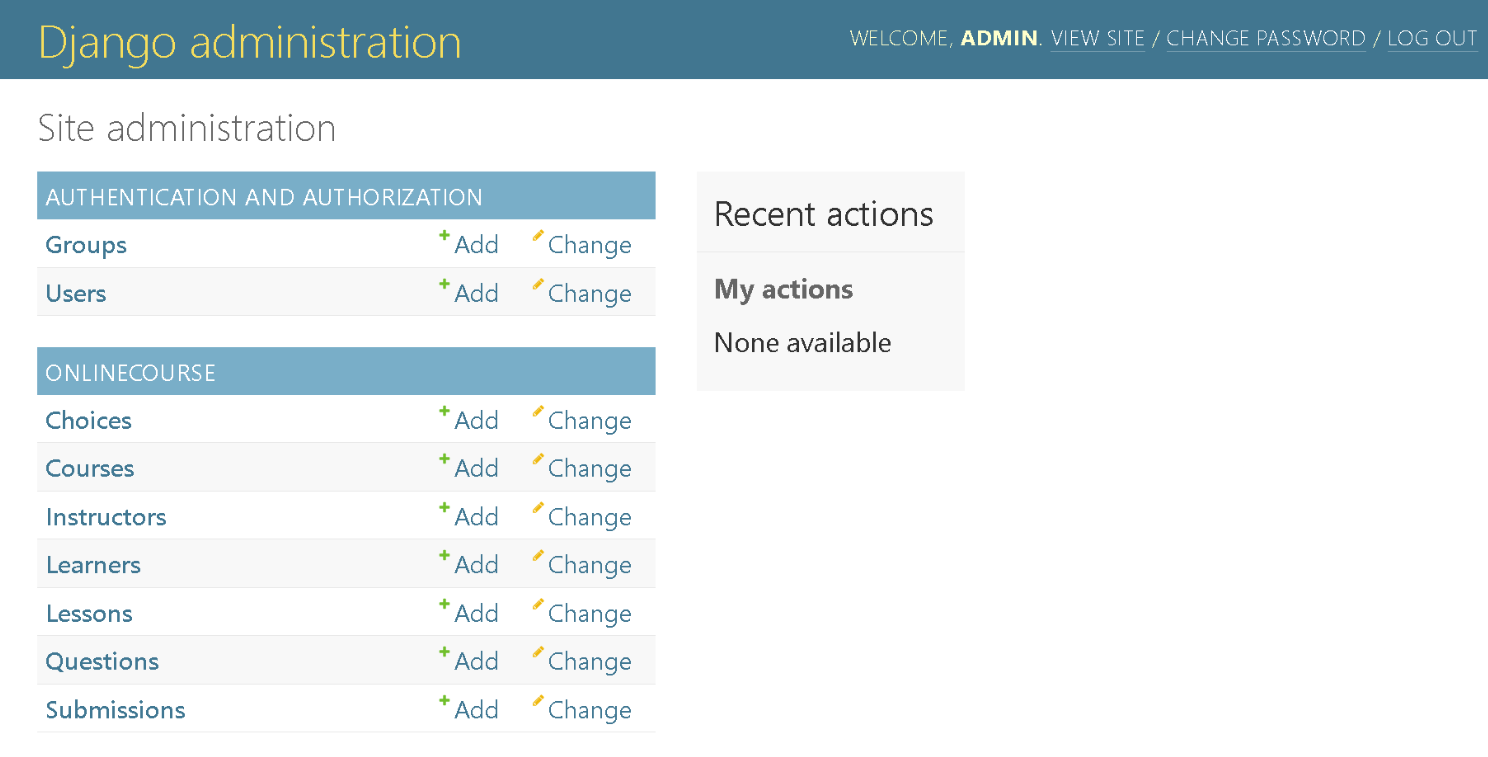 Django administration
WELCOME, ADMIN. VIEW SITE / CHANGE PASSWORD / LOG OUT
Site administration
AUTHENTICATION AND AUTHORIZATION
Groups Add Change
Users Add Change
ONLINECOURSE
Choices Add Change
Courses Add Change
Instructors Add Change
Learners Add Change
Lessons Add Change
Questions Add Change
Submissions Add Change
Recent actions
My actions
None available